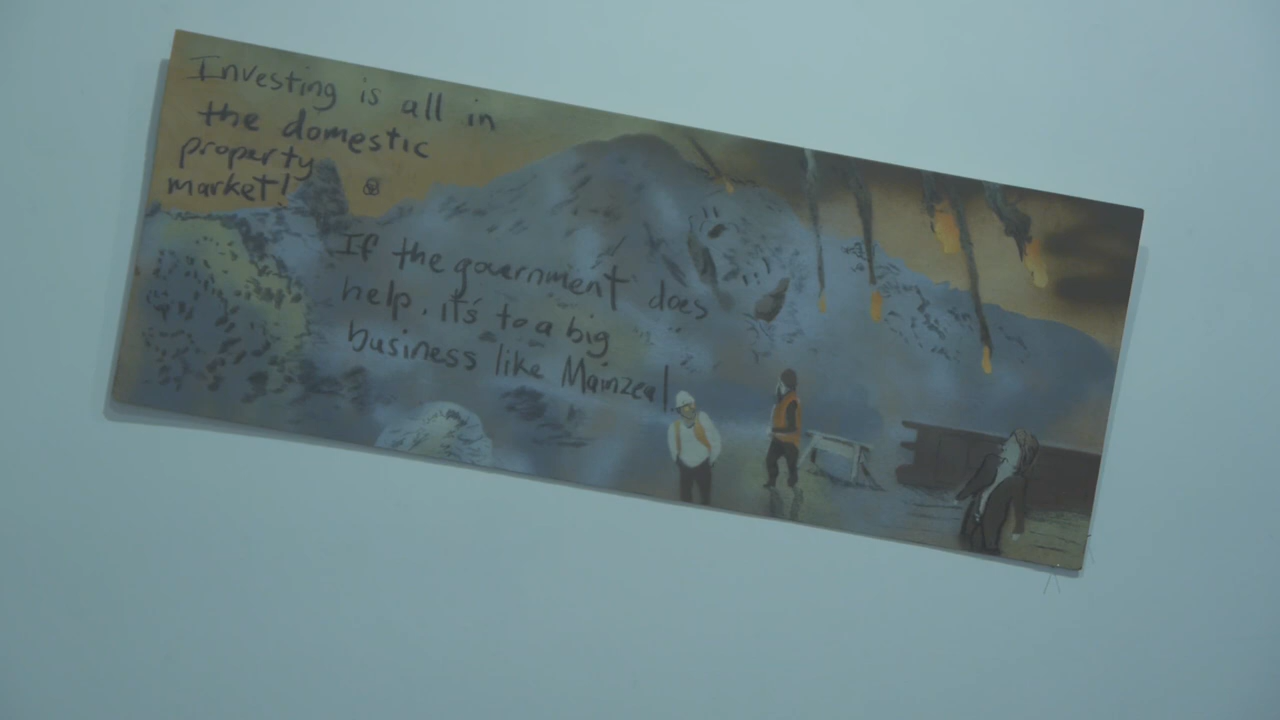 Investing is all in
the domestic
property
market!
If the government does
help, it's to a big
business like Mainzeal.